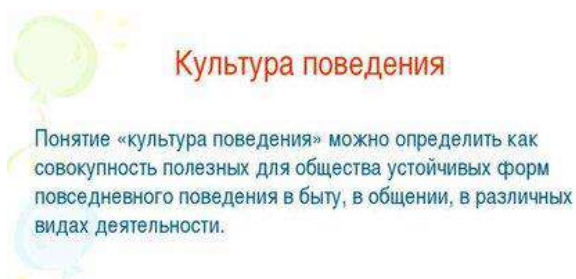 Культура поведения
Понятие «культура поведения» можно определить как
совокупность полезных для общества устойчивых форм
повседневного поведения в быту, в общении, в различных
видах деятельности.